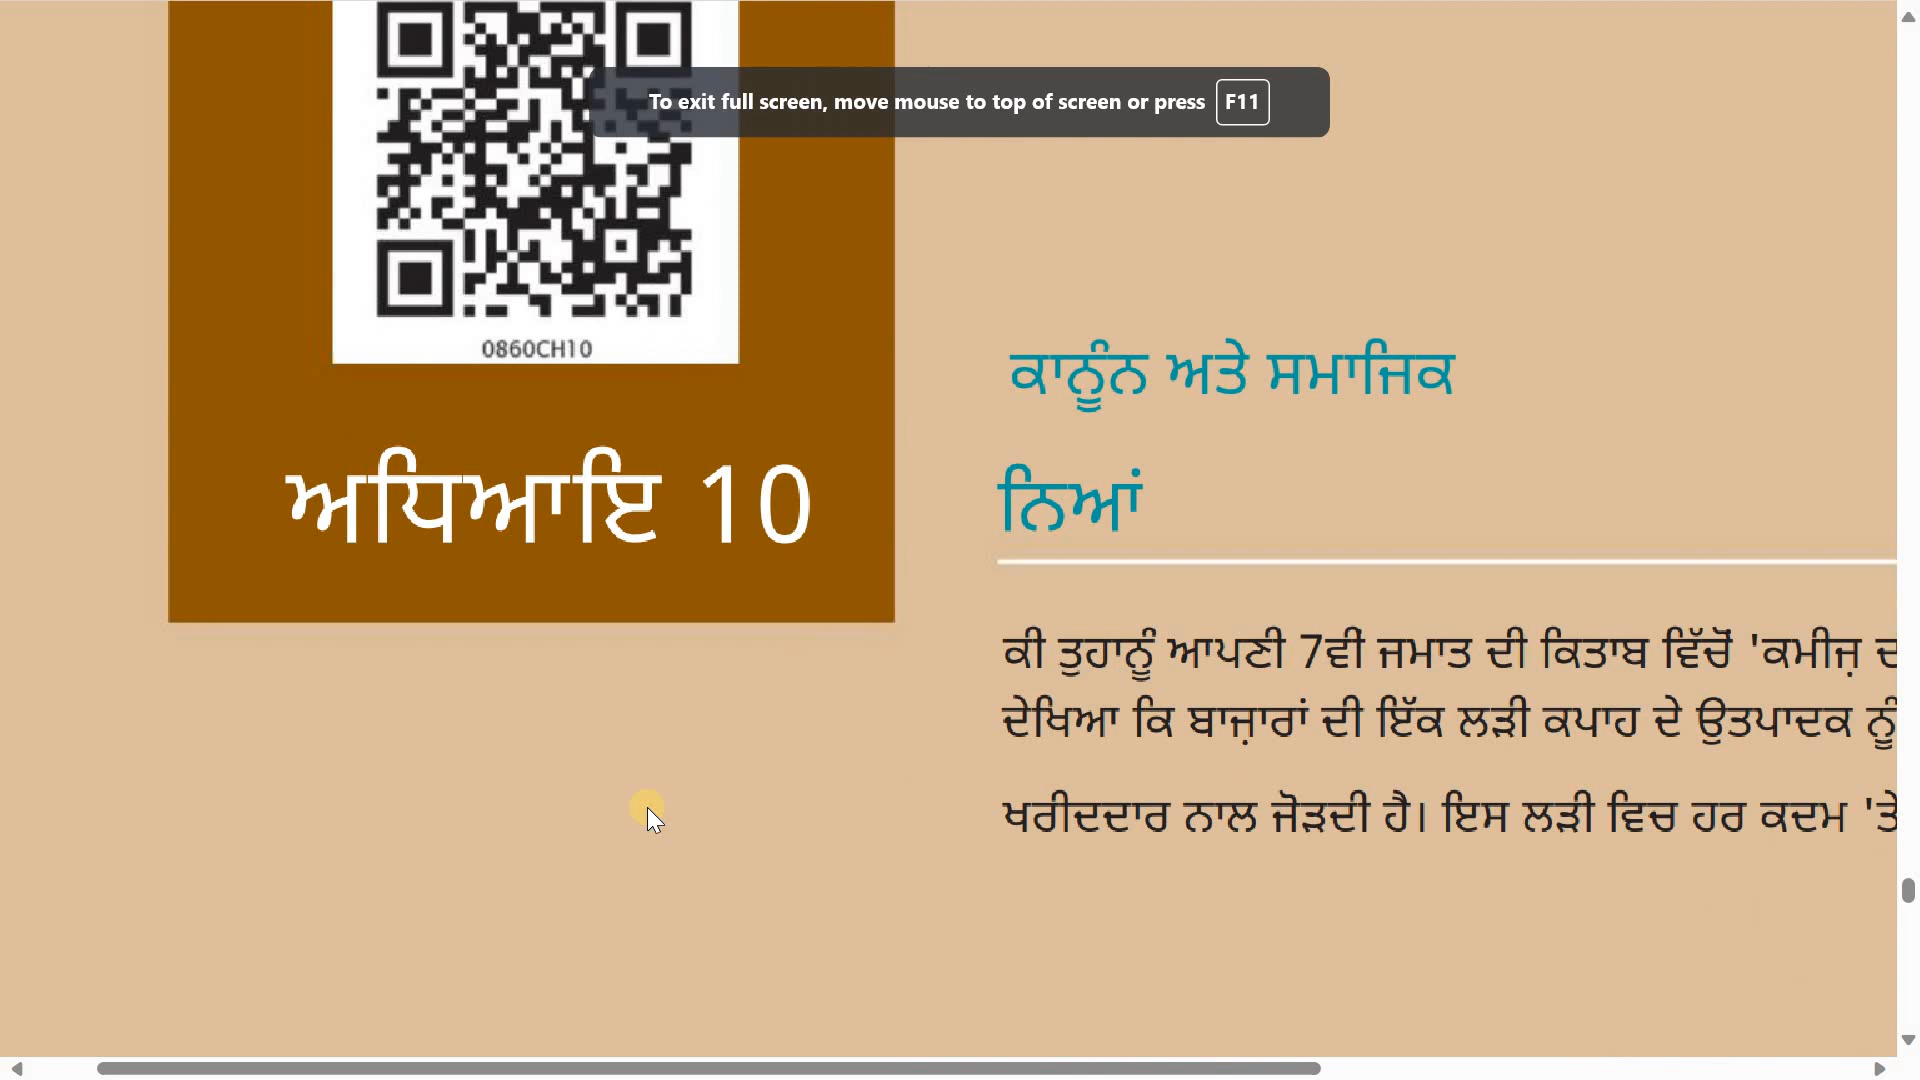 To exit full screen, move mouse to top of screen or press F11
0860CH10
ਅਧਿਆਇ 10
ਕਾਨੂੰਨ ਅਤੇ ਸਮਾਜਿਕ
ਨਿਆਂ
ਕੀ ਤੁਹਾਨੂੰ ਆਪਣੀ 7ਵੀ ਜਮਾਤ ਦੀ ਕਿਤਾਬ ਵਿੱਚੋਂ 'ਕਮੀਜ਼
ਦੇਖਿਆ ਕਿ ਬਾਜ਼ਾਰਾਂ ਦੀ ਇੱਕ ਲੜੀ ਕਪਾਹ ਦੇ ਉਤਪਾਦਕ ਨੂੰ
ਖਰੀਦਦਾਰ ਨਾਲ ਜੋੜਦੀ ਹੈ। ਇਸ ਲੜੀ ਵਿਚ ਹਰ ਕਦਮ 'ਤੇ